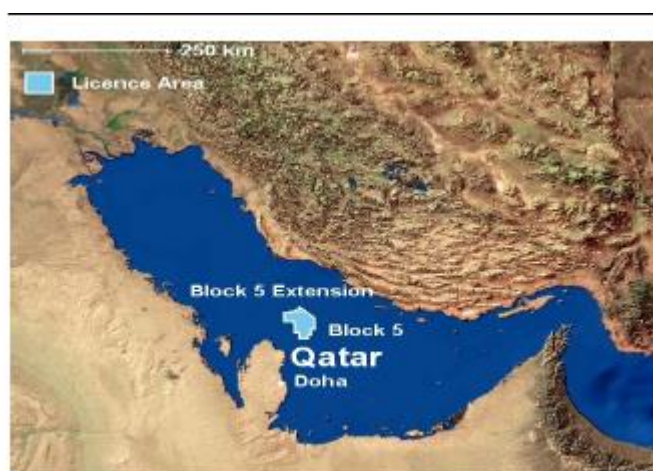 250 km
Licence Area
Block 5 Extension
Block 5
Qatar
Doha